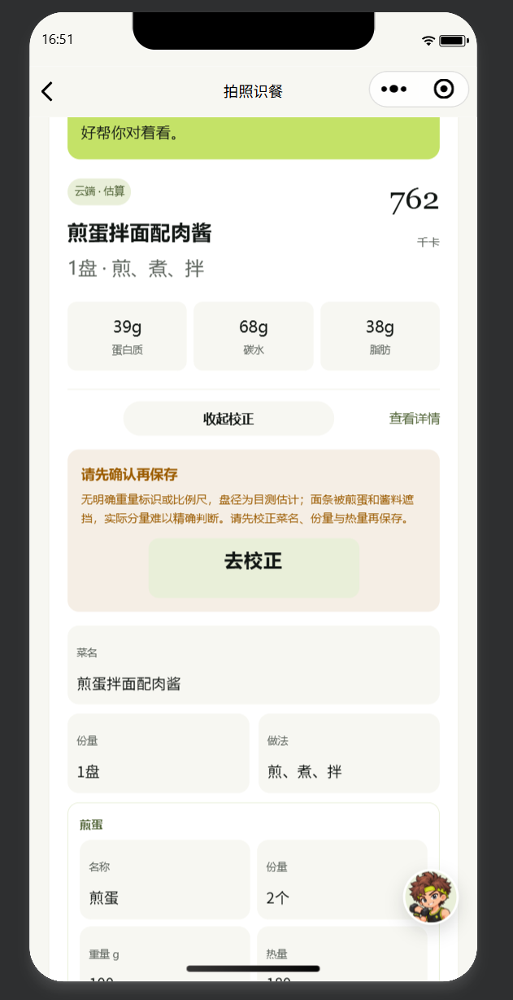 16:51
拍照识餐
好帮你对着看。
云端 · 估算
762
千卡
煎蛋拌面配肉酱
1盘 · 煎、煮、拌
39g
蛋白质
68g
碳水
38g
脂肪
收起校正
查看详情
请先确认再保存
无明确重量标识或比例尺，盘径为目测估计；面条被煎蛋和酱料遮
挡，实际分量难以精确判断。请先校正菜名、份量与热量再保存。
去校正
菜名
煎蛋拌面配肉酱
份量
1盘
做法
煎、煮、拌
煎蛋
名称
煎蛋
份量
2个
重量 g
热量